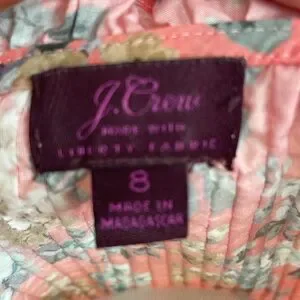 J.Crew
MADE WITH
LIBERTY FABRIC
8
MADE IN
MADAGASCAR